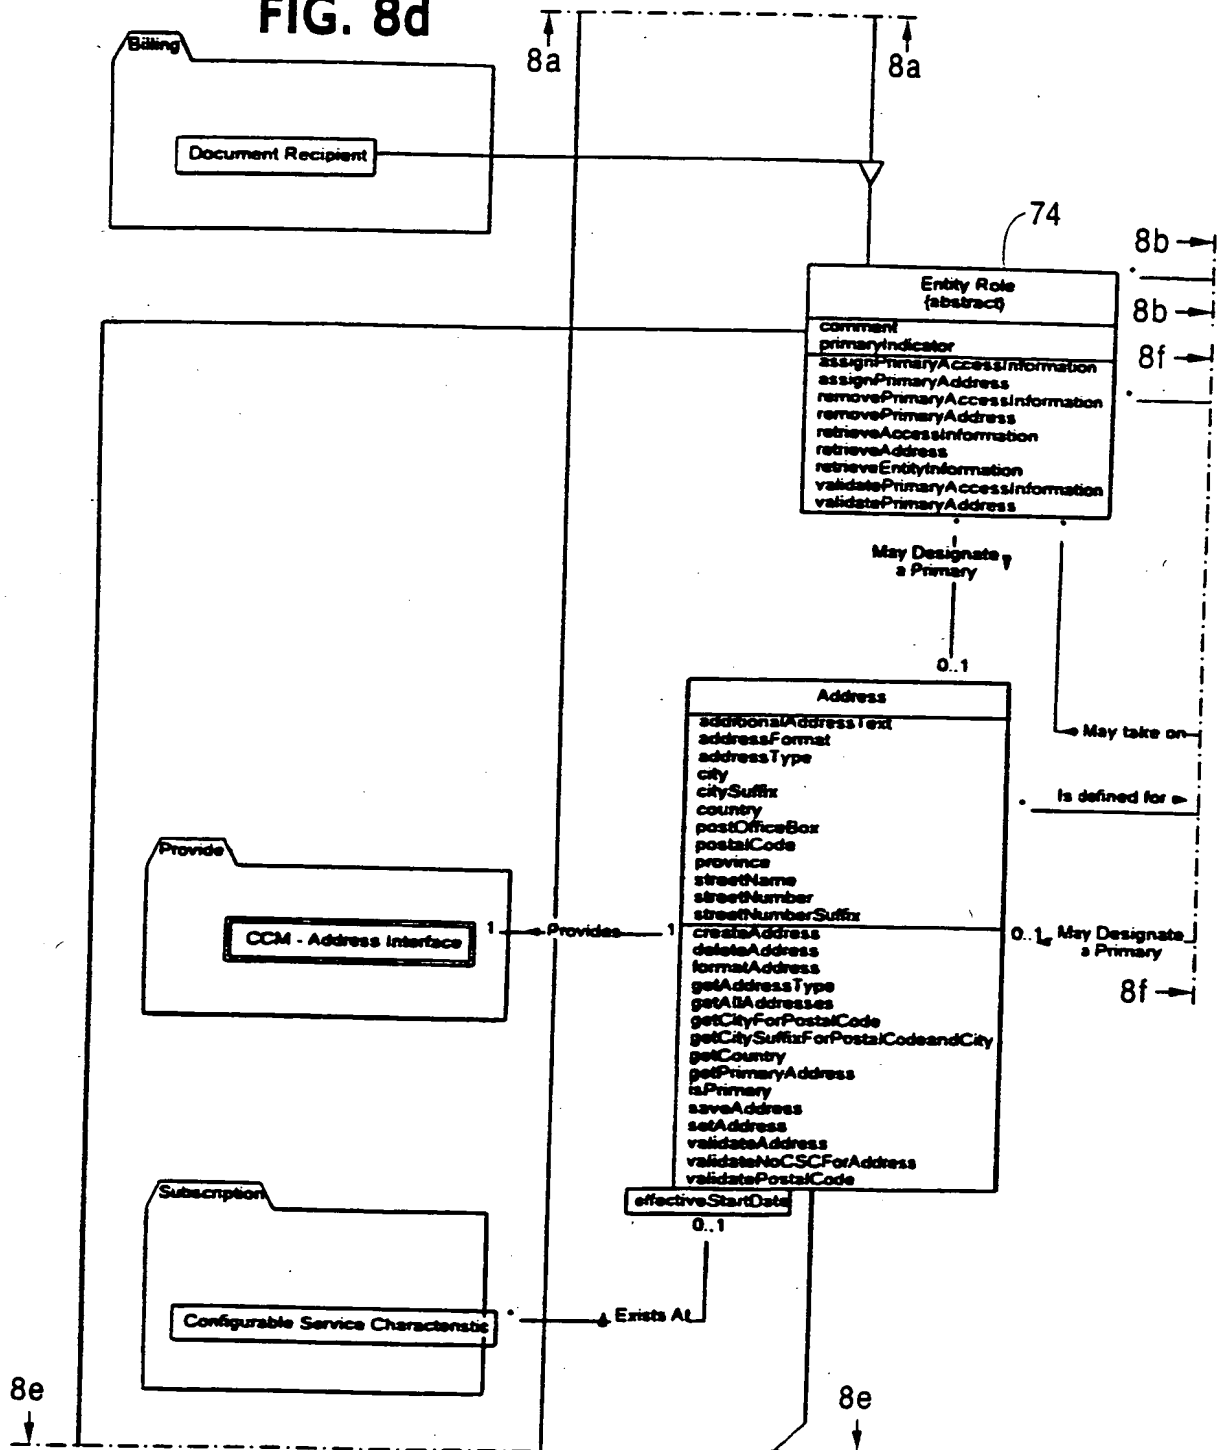 FIG. 8d
8a
8a
Billing
Document Recipient
74
8b
8b
8f
Entity Role
{abstract}
comment
primaryIndicator
assignPrimaryAccessInformation
assignPrimaryAddress
removePrimaryAccessInformation
removePrimaryAddress
retrieveAccessInformation
retrieveAddress
retrieveEntityInformation
validatePrimaryAccessInformation
validatePrimaryAddress
*
*
*
*
May Designate
a Primary
0..1
Address
additionalAddressText
addressFormat
addressType
city
citySuffix
country
postOfficeBox
postalCode
province
streetName
streetNumber
streetNumberSuffix
createAddress
deleteAddress
formatAddress
getAddressType
getAllAddresses
getCityForPostalCode
getCitySuffixForPostalCodeandCity
getCountry
getPrimaryAddress
isPrimary
saveAddress
setAddress
validateAddress
validateNoCSCForAddress
validatePostalCode
May take on
*
Is defined for
0..1
May Designate
a Primary
8f
Provide
CCM - Address Interface
1
Provides
1
effectiveStartDate
0..1
Subscription
Configurable Service Characteristic
*
Exists At
8e
8e